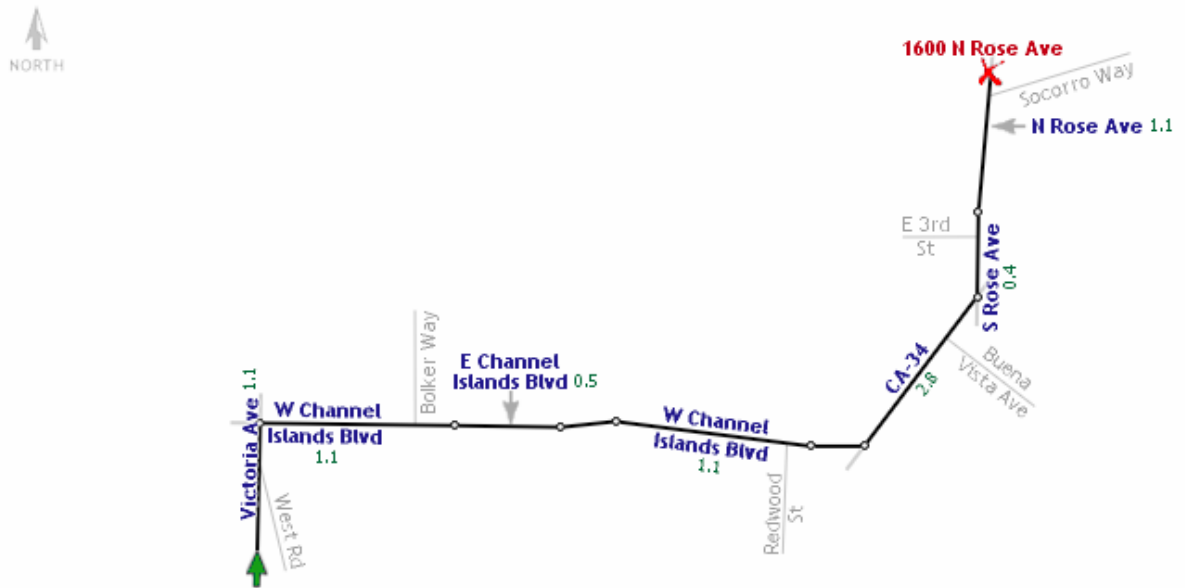 NORTH
1600 N Rose Ave
Socorro Way
N Rose Ave 1.1
E 3rd
St
S Rose Ave
0.4
Buena
Vista Ave
CA-34
2.8
Bolker Way
E Channel
Islands Blvd 0.5
Victoria Ave 1.1
W Channel
Islands Blvd
1.1
W Channel
Islands Blvd
1.1
Redwood
St
West Rd